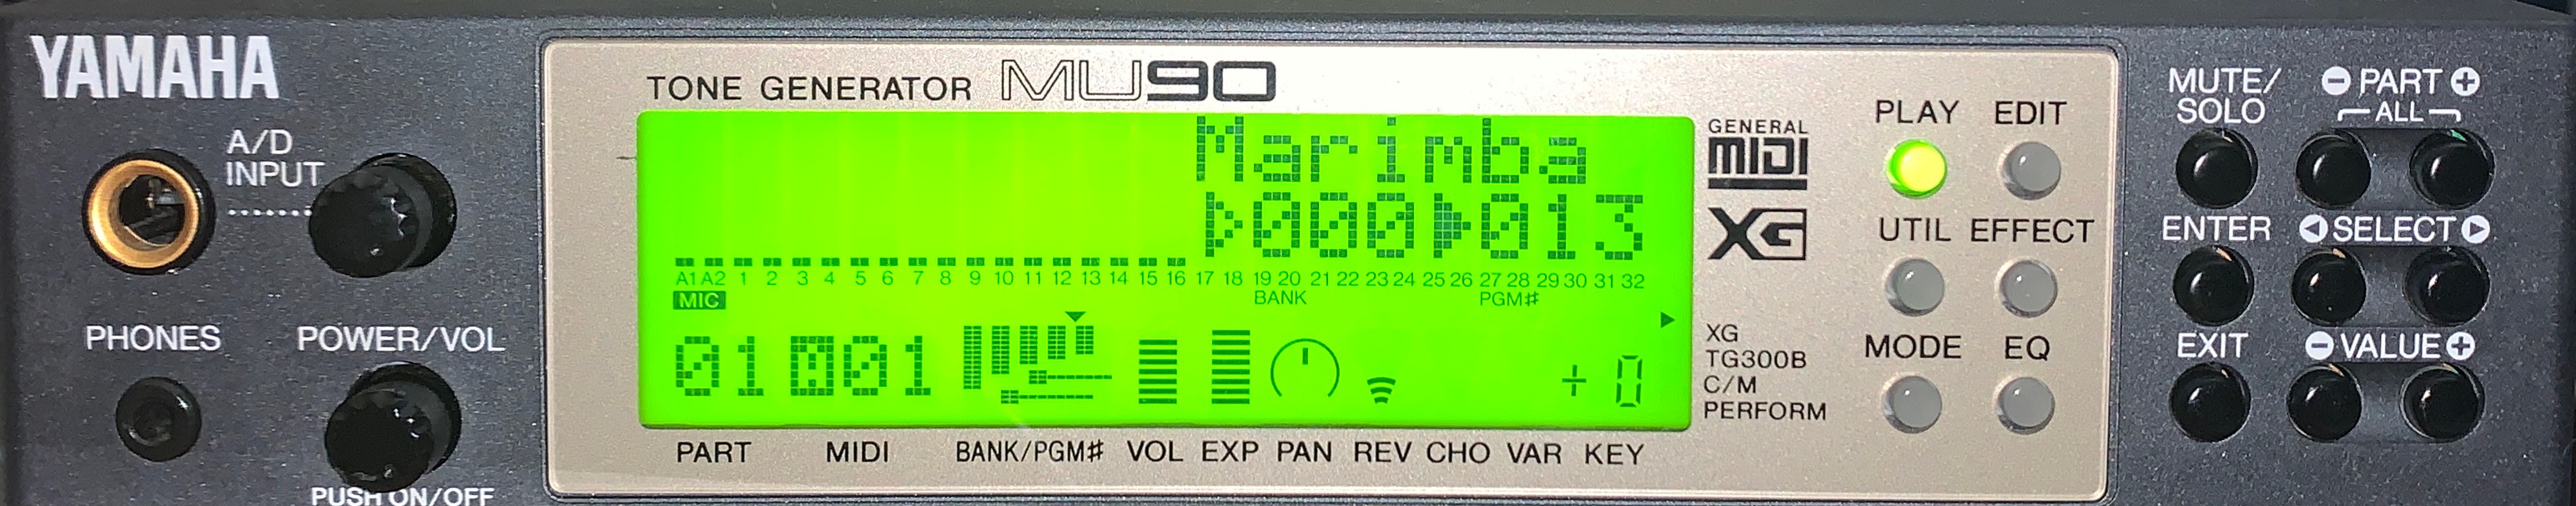 YAMAHA
A/D
INPUT
PHONES
POWER/VOL
PUSH ON/OFF
TONE GENERATOR MU90
Marimba
000 013
A1 A2 1 2 3 4 5 6 7 8 9 10 11 12 13 14 15 16 17 18 19 20 21 22 23 24 25 26 27 28 29 30 31 32
MIC BANK PGM♯
01 A01 + 0
PART MIDI BANK/PGM♯ VOL EXP PAN REV CHO VAR KEY
GENERAL
MIDI
XG
XG
TG300B
C/M
PERFORM
PLAY EDIT
UTIL EFFECT
MODE EQ
MUTE/
SOLO
− PART +
ALL
ENTER
SELECT
EXIT
− VALUE +